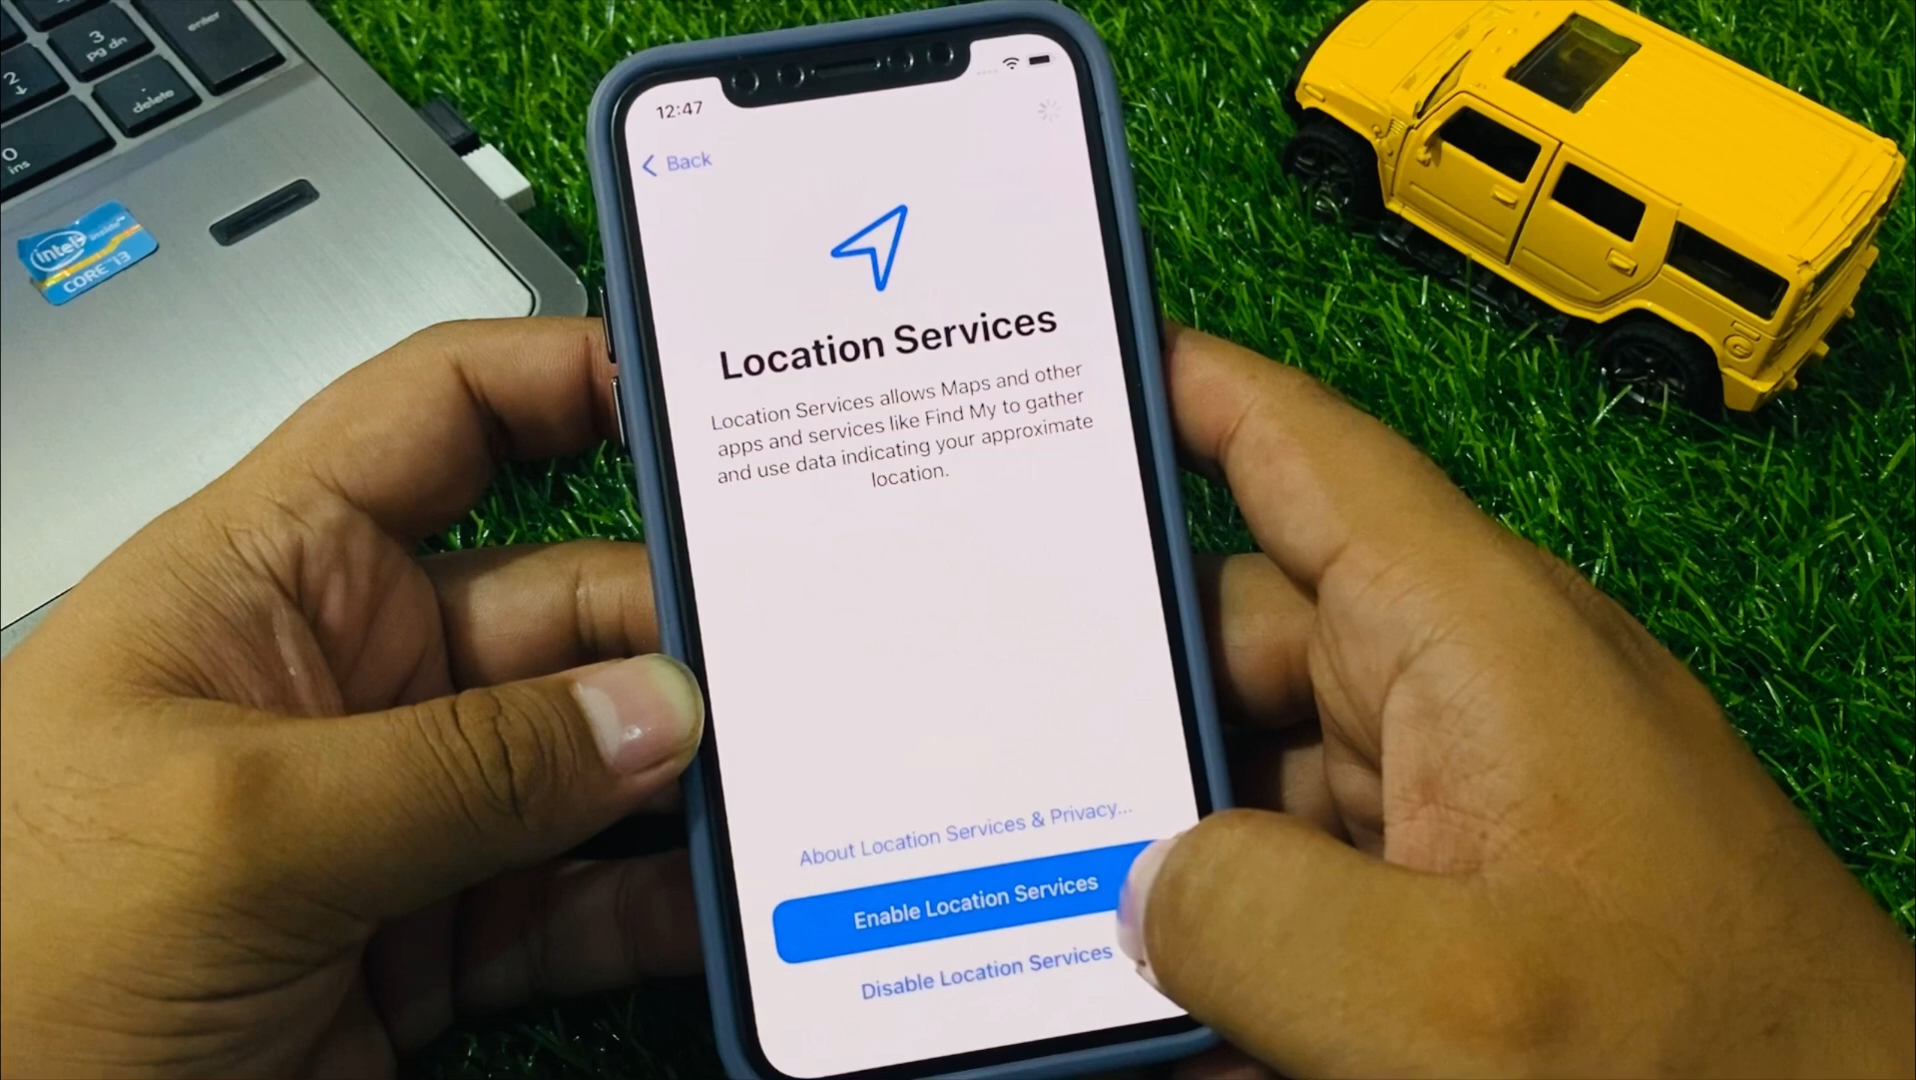 enter
3
pg dn
2
delete
0
ins
intel inside
CORE i3
12:47
Back
Location Services
Location Services allows Maps and other
apps and services like Find My to gather
and use data indicating your approximate
location.
About Location Services & Privacy...
Enable Location Services
Disable Location Services